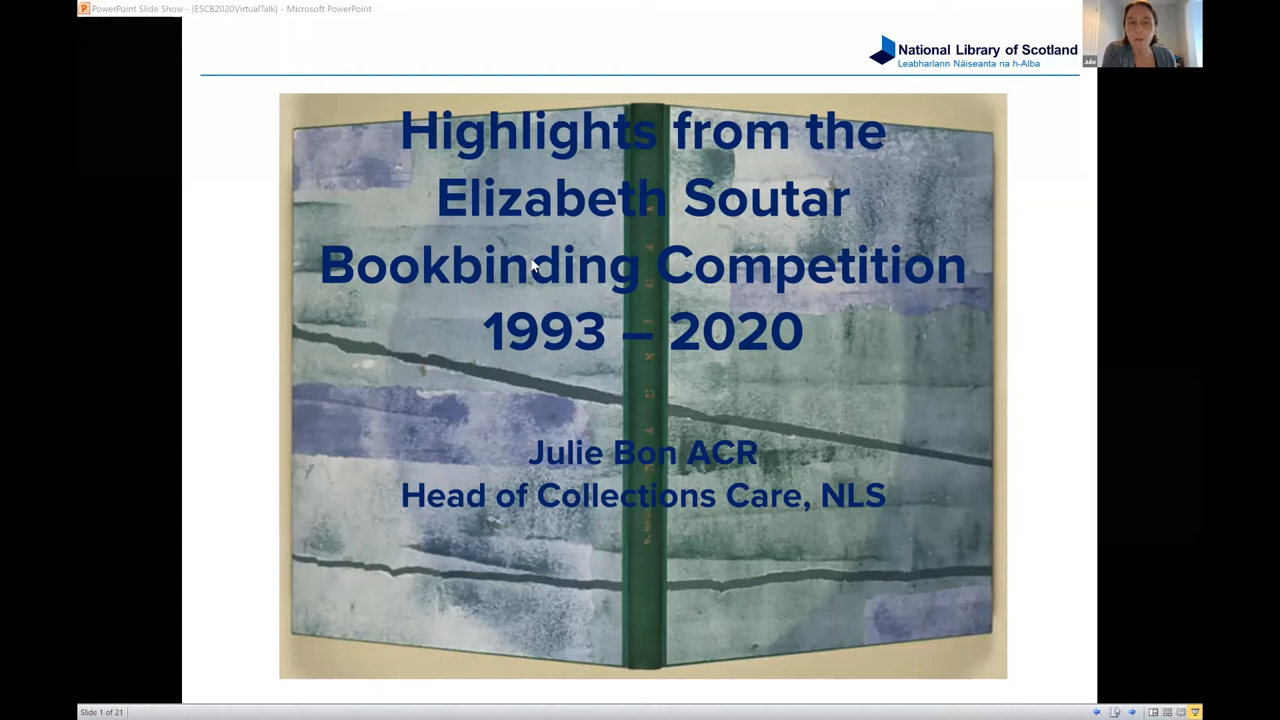 PowerPoint Slide Show - [ESCB2020VirtualTalk] - Microsoft PowerPoint
National Library of Scotland
Leabharlann Nàiseanta na h-Alba
Julie
Highlights from the
Elizabeth Soutar
Bookbinding Competition
1993 – 2020
Julie Bon ACR
Head of Collections Care, NLS
Slide 1 of 21